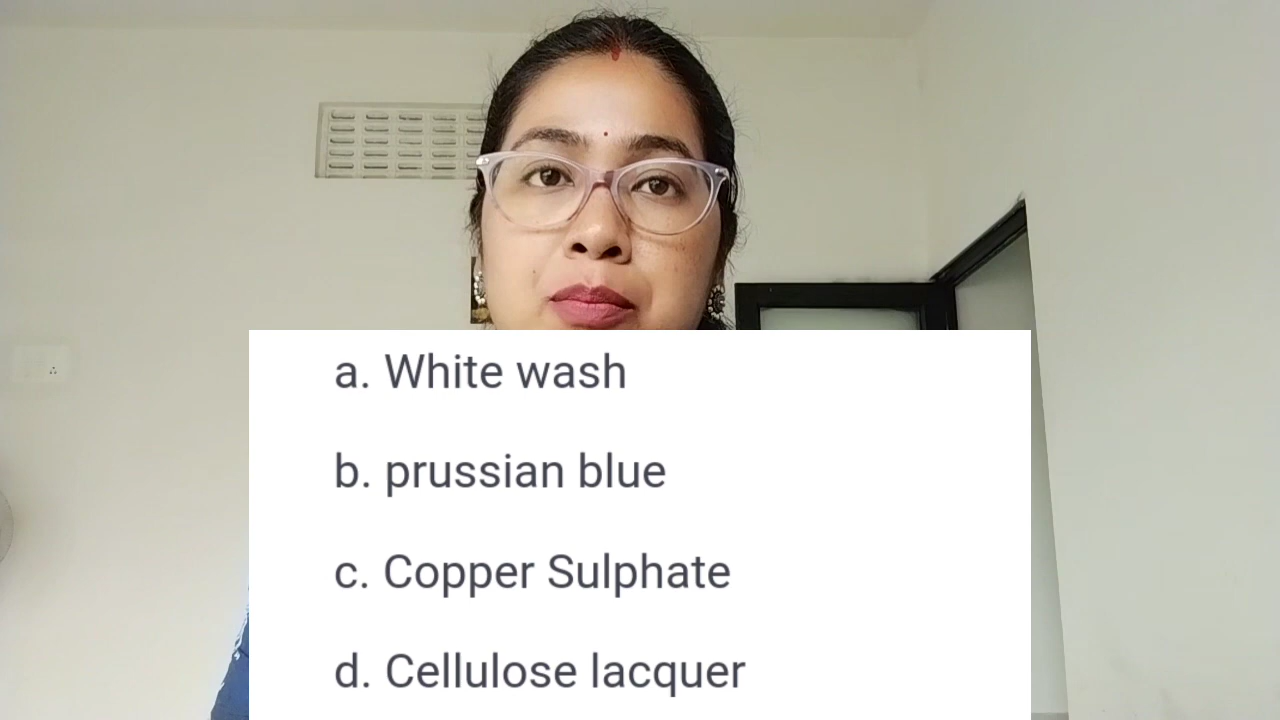 a. White wash
b. prussian blue
c. Copper Sulphate
d. Cellulose lacquer